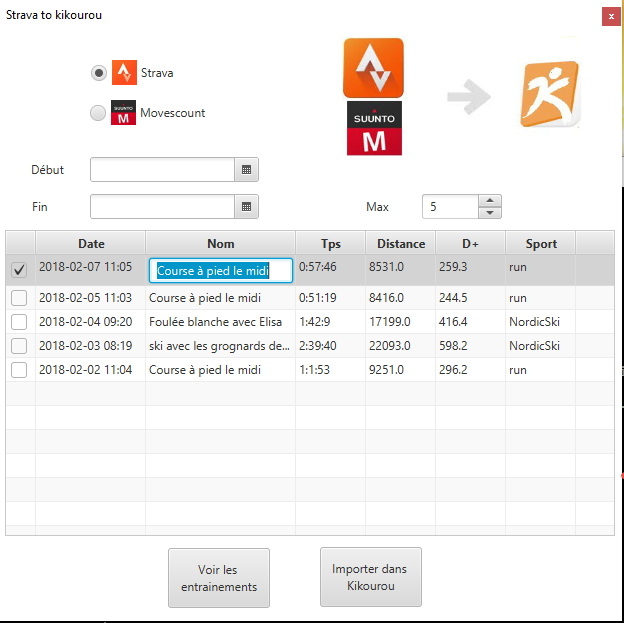 Strava to kikourou
x
Strava
Movescount
SUUNTO
M
SUUNTO
M
Début
Fin
Max
5
Date Nom Tps Distance D+ Sport
2018-02-07 11:05 Course à pied le midi 0:57:46 8531.0 259.3 run
2018-02-05 11:03 Course à pied le midi 0:51:19 8416.0 244.5 run
2018-02-04 09:20 Foulée blanche avec Elisa 1:42:9 17199.0 416.4 NordicSki
2018-02-03 08:19 ski avec les grognards de... 2:39:40 22093.0 598.2 NordicSki
2018-02-02 11:04 Course à pied le midi 1:1:53 9251.0 296.2 run
Voir les
entrainements
Importer dans
Kikourou